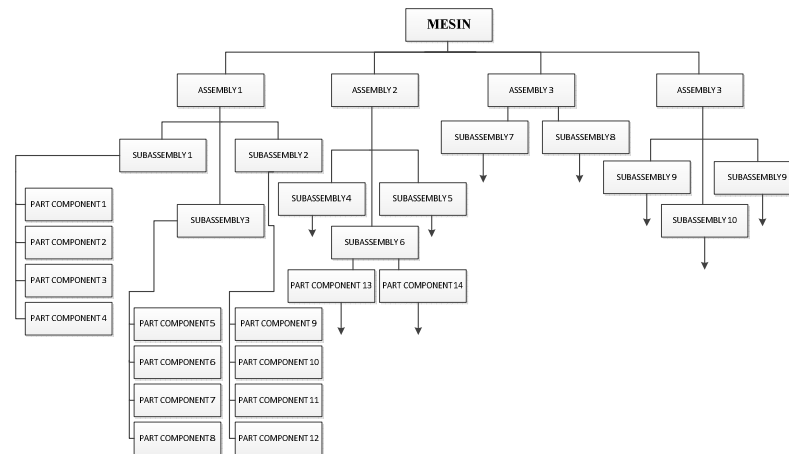 MESIN
ASSEMBLY 1
ASSEMBLY 2
ASSEMBLY 3
ASSEMBLY 3
SUBASSEMBLY 1
SUBASSEMBLY 2
SUBASSEMBLY 7
SUBASSEMBLY 8
SUBASSEMBLY 9
SUBASSEMBLY 9
SUBASSEMBLY 4
SUBASSEMBLY 5
SUBASSEMBLY 3
SUBASSEMBLY 10
SUBASSEMBLY 6
PART COMPONENT 1
PART COMPONENT 2
PART COMPONENT 3
PART COMPONENT 4
PART COMPONENT 13
PART COMPONENT 14
PART COMPONENT 5
PART COMPONENT 6
PART COMPONENT 7
PART COMPONENT 8
PART COMPONENT 9
PART COMPONENT 10
PART COMPONENT 11
PART COMPONENT 12